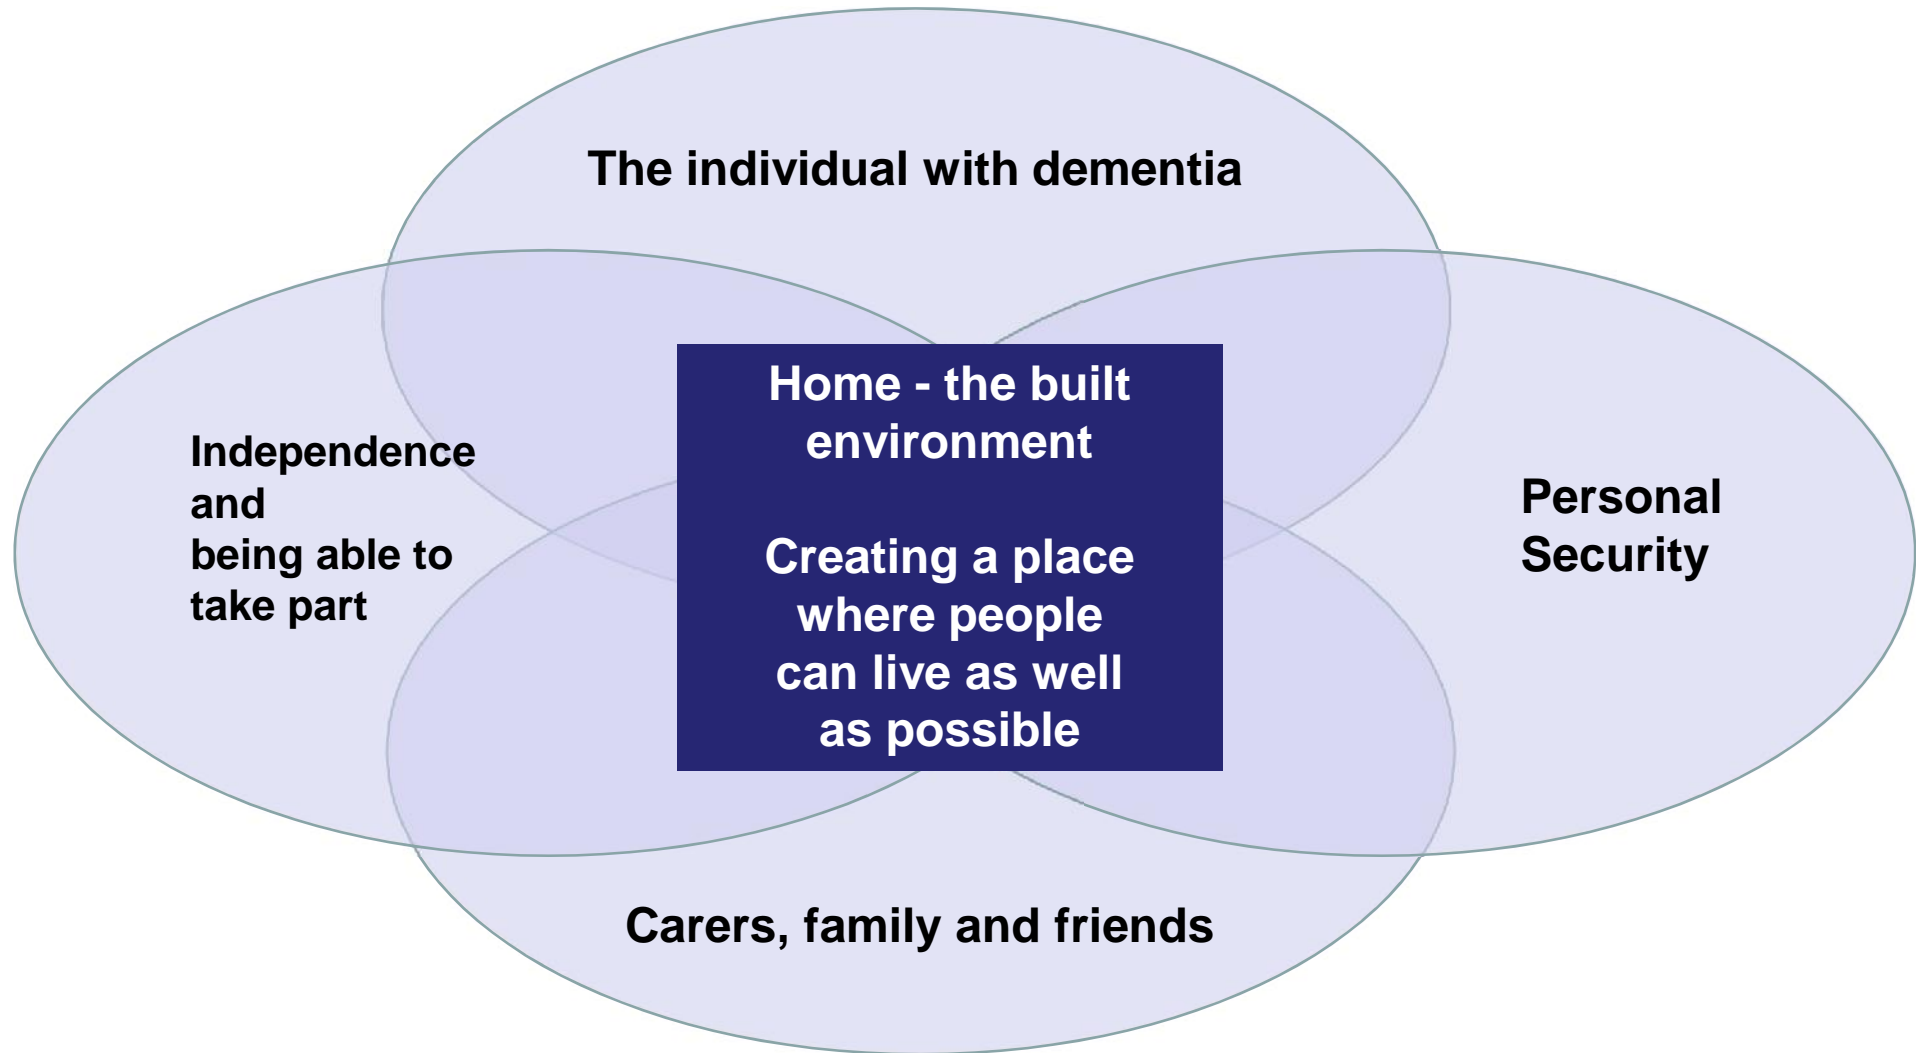 The individual with dementia
Home - the built
environment
Creating a place
where people
can live as well
as possible
Independence
and
being able to
take part
Personal
Security
Carers, family and friends